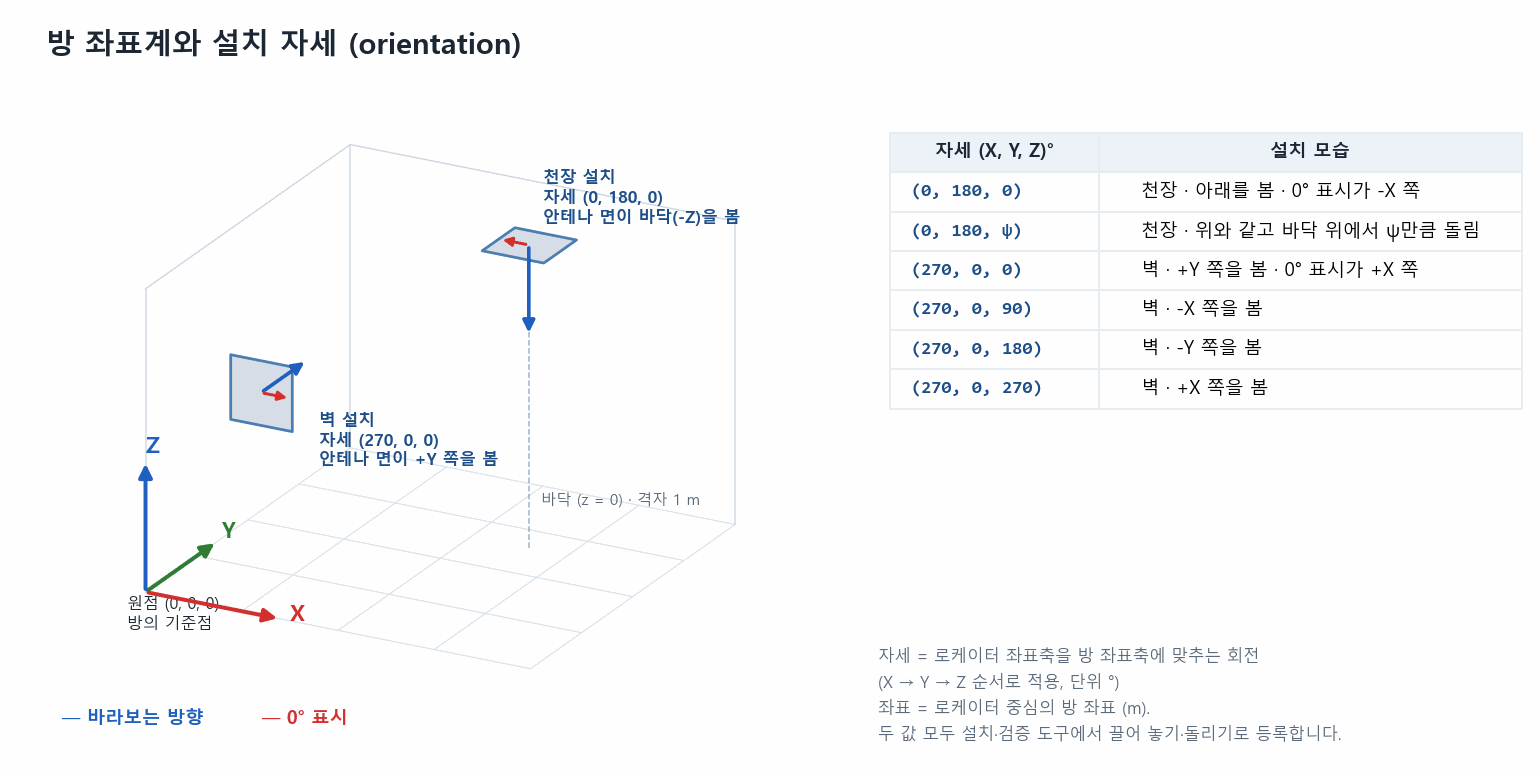 방 좌표계와 설치 자세 (orientation)
천장 설치
자세 (0, 180, 0)
안테나 면이 바닥(-Z)을 봄
벽 설치
자세 (270, 0, 0)
안테나 면이 +Y 쪽을 봄
Z
Y
X
바닥 (z = 0) · 격자 1 m
원점 (0, 0, 0)
방의 기준점
— 바라보는 방향
— 0° 표시
자세 (X, Y, Z)° 설치 모습
(0, 180, 0) 천장 · 아래를 봄 · 0° 표시가 -X 쪽
(0, 180, ψ) 천장 · 위와 같고 바닥 위에서 ψ만큼 돌림
(270, 0, 0) 벽 · +Y 쪽을 봄 · 0° 표시가 +X 쪽
(270, 0, 90) 벽 · -X 쪽을 봄
(270, 0, 180) 벽 · -Y 쪽을 봄
(270, 0, 270) 벽 · +X 쪽을 봄
자세 = 로케이터 좌표축을 방 좌표축에 맞추는 회전
(X → Y → Z 순서로 적용, 단위 °)
좌표 = 로케이터 중심의 방 좌표 (m).
두 값 모두 설치·검증 도구에서 끌어 놓기·돌리기로 등록합니다.